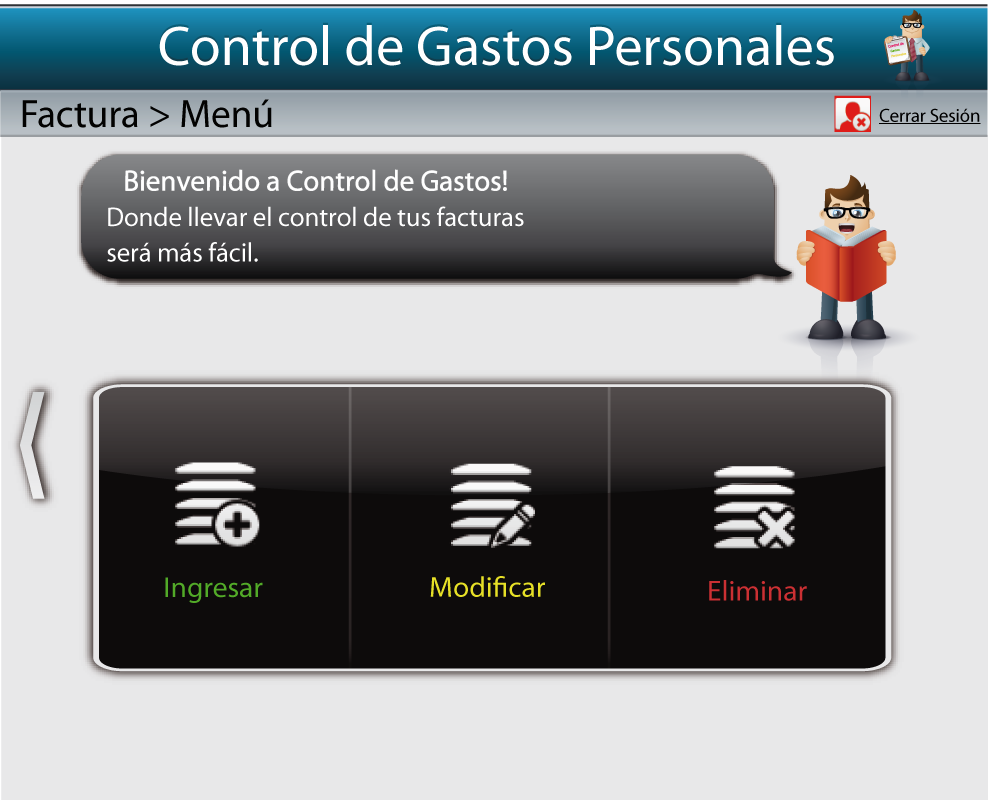 Control de Gastos Personales
Factura > Menú
Cerrar Sesión
Bienvenido a Control de Gastos!
Donde llevar el control de tus facturas
será más fácil.
Ingresar
Modificar
Eliminar